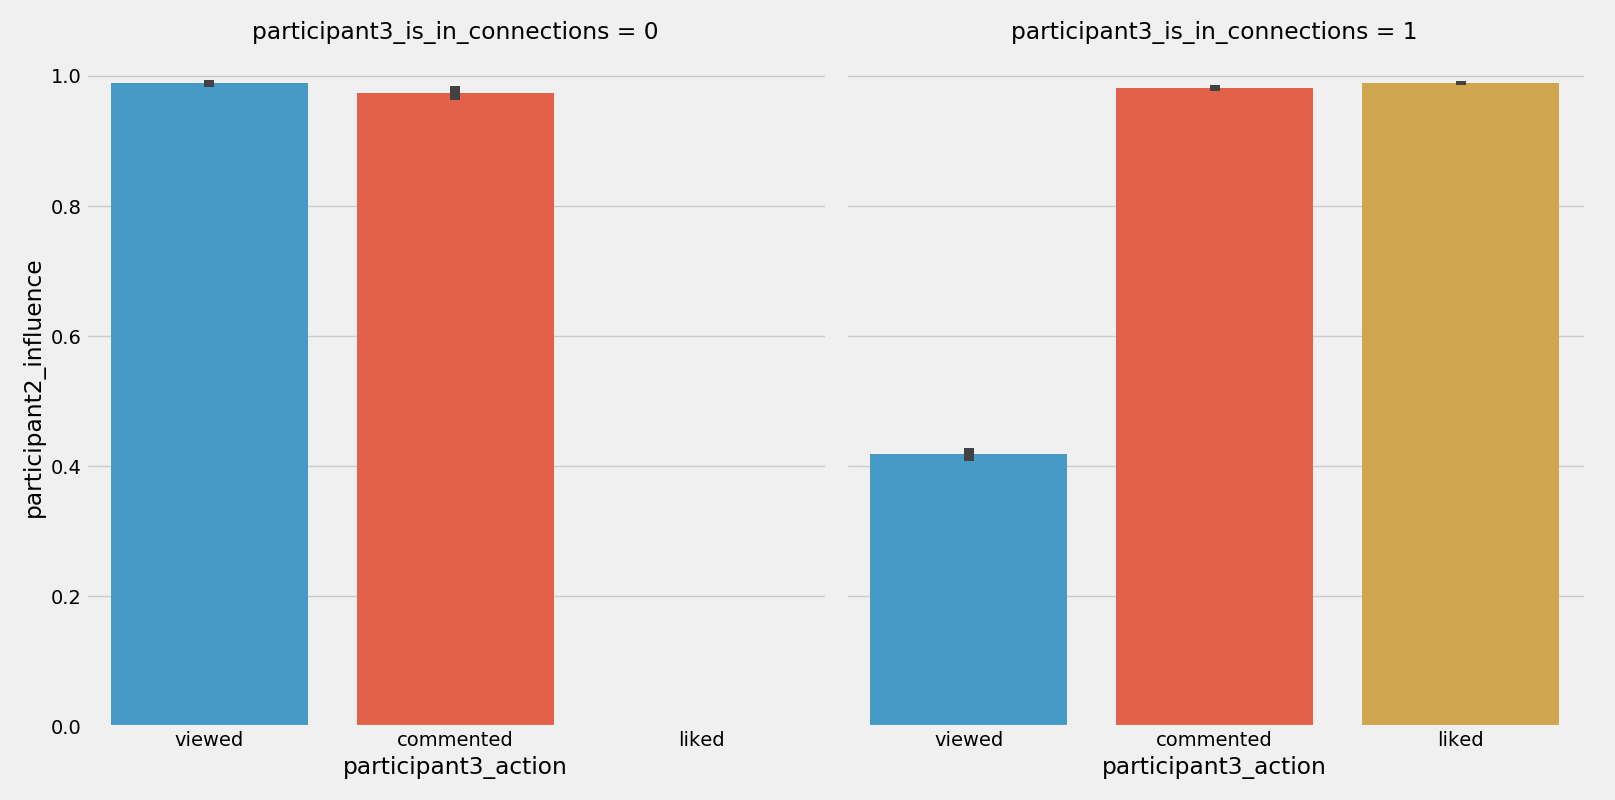 participant3_is_in_connections = 0
participant3_is_in_connections = 1
participant2_influence
1.0
0.8
0.6
0.4
0.2
0.0
viewed commented liked
viewed commented liked
participant3_action
participant3_action